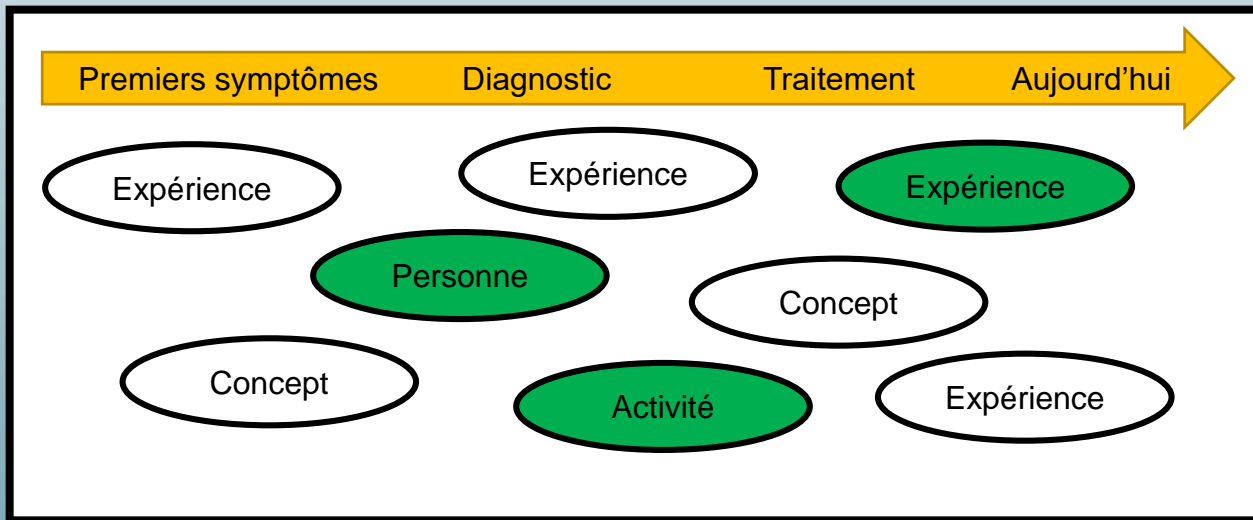 Premiers symptômes Diagnostic Traitement Aujourd’hui
Expérience Expérience Expérience
Personne
Concept
Concept
Activité
Expérience